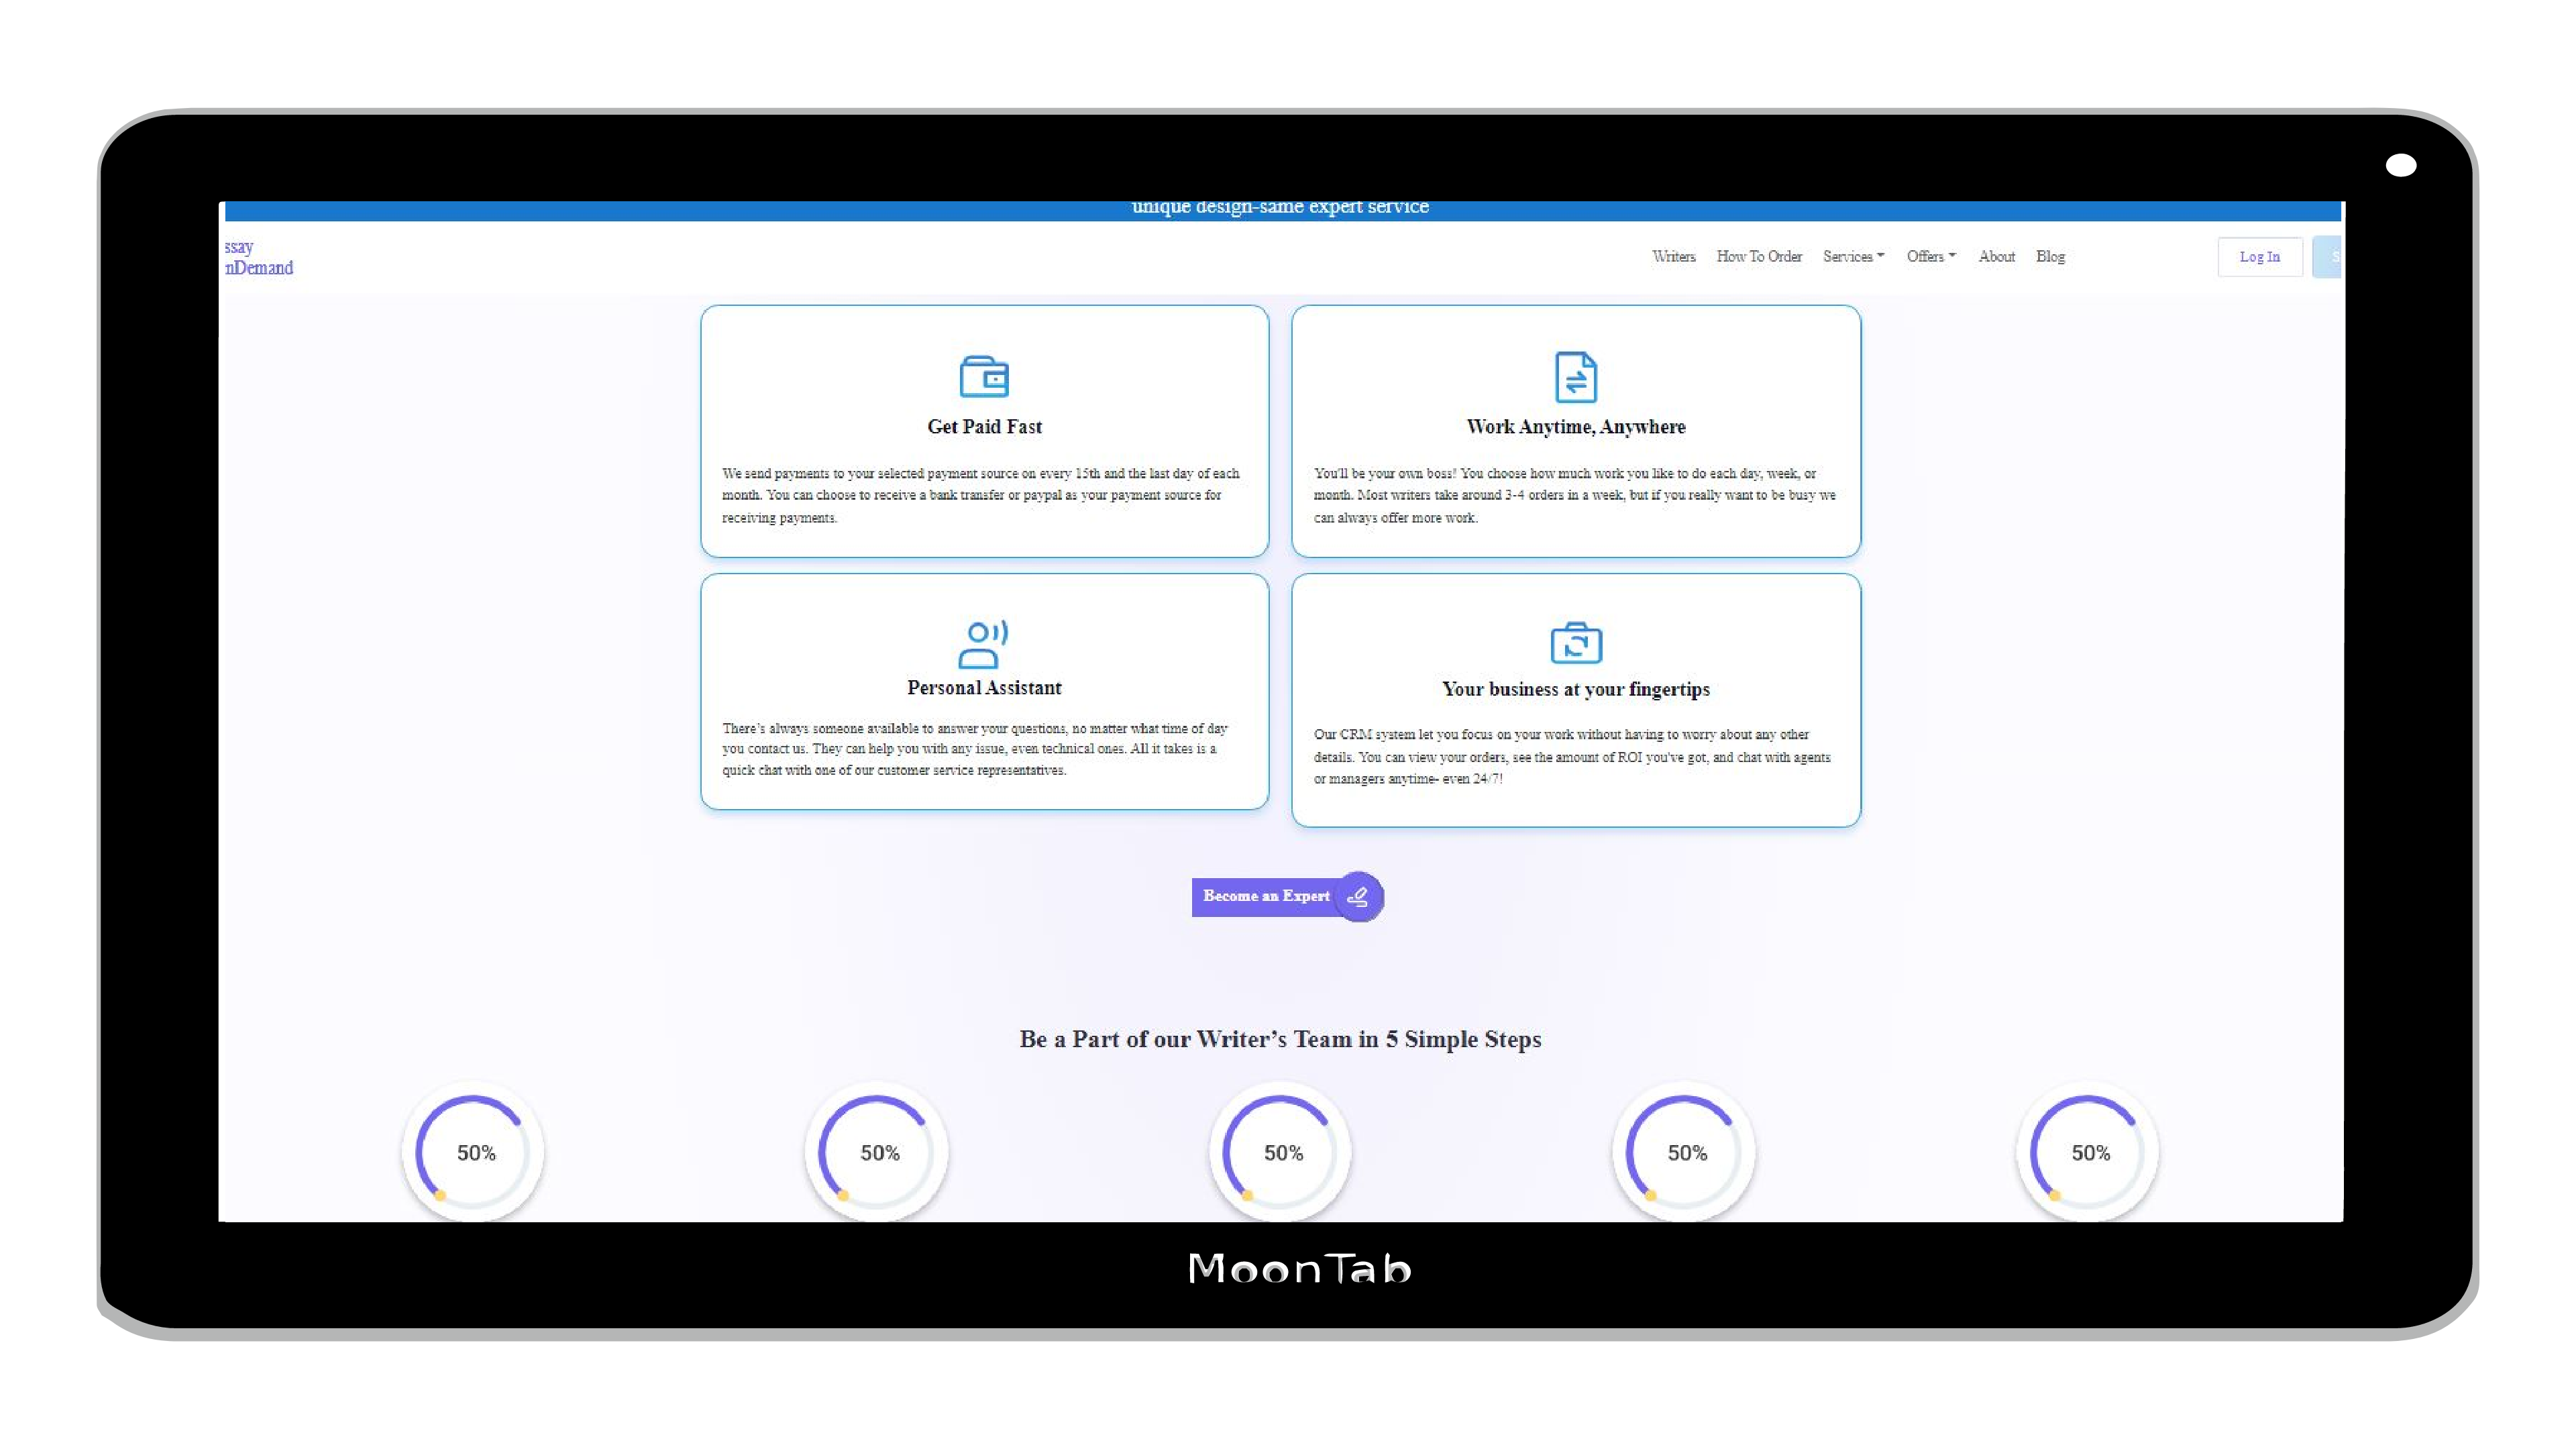 unique design-same expert service
ssay
nDemand
Writers How To Order Services Offers About Blog
Log In
S
Get Paid Fast
We send payments to your selected payment source on every 15th and the last day of each
month. You can choose to receive a bank transfer or paypal as your payment source for
receiving payments.
Work Anytime, Anywhere
You'll be your own boss! You choose how much work you like to do each day, week, or
month. Most writers take around 3-4 orders in a week, but if you really want to be busy we
can always offer more work.
Personal Assistant
There's always someone available to answer your questions, no matter what time of day
you contact us. They can help you with any issue, even technical ones. All it takes is a
quick chat with one of our customer service representatives.
Your business at your fingertips
Our CRM system let you focus on your work without having to worry about any other
details. You can view your orders, see the amount of ROI you've got, and chat with agents
or managers anytime- even 24/7!
Become an Expert
Be a Part of our Writer’s Team in 5 Simple Steps
50% 50% 50% 50% 50%
MoonTab